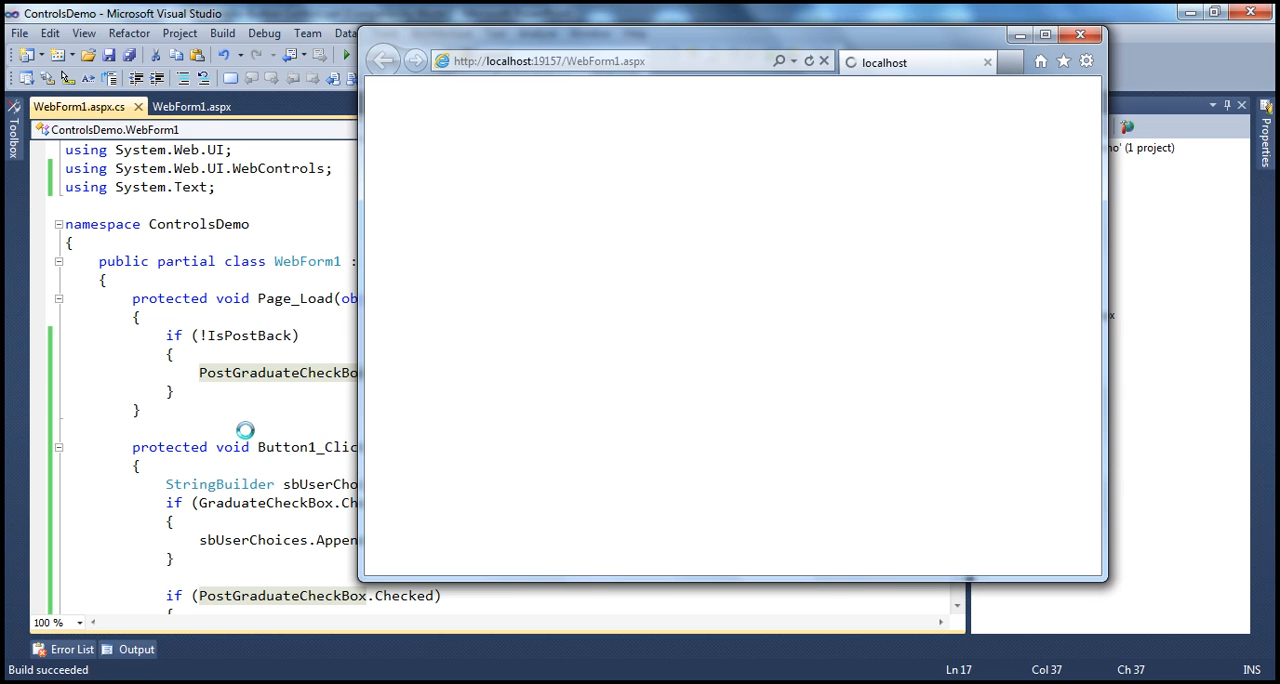 ControlsDemo - Microsoft Visual Studio
File Edit View Refactor Project Build Debug Team Data
http://localhost:19157/WebForm1.aspx
localhost
WebForm1.aspx.cs WebForm1.aspx
Toolbox
Properties
ControlsDemo.WebForm1
no' (1 project)
using System.Web.UI;
using System.Web.UI.WebControls;
using System.Text;
namespace ControlsDemo
{
public partial class WebForm1 :
{
protected void Page_Load(ob
{
if (!IsPostBack)
{
PostGraduateCheckBo
}
}
protected void Button1_Clic
{
StringBuilder sbUserCho
if (GraduateCheckBox.Ch
{
sbUserChoices.Appen
}
if (PostGraduateCheckBox.Checked)
{
100 %
Error List Output
Build succeeded Ln 17 Col 37 Ch 37 INS